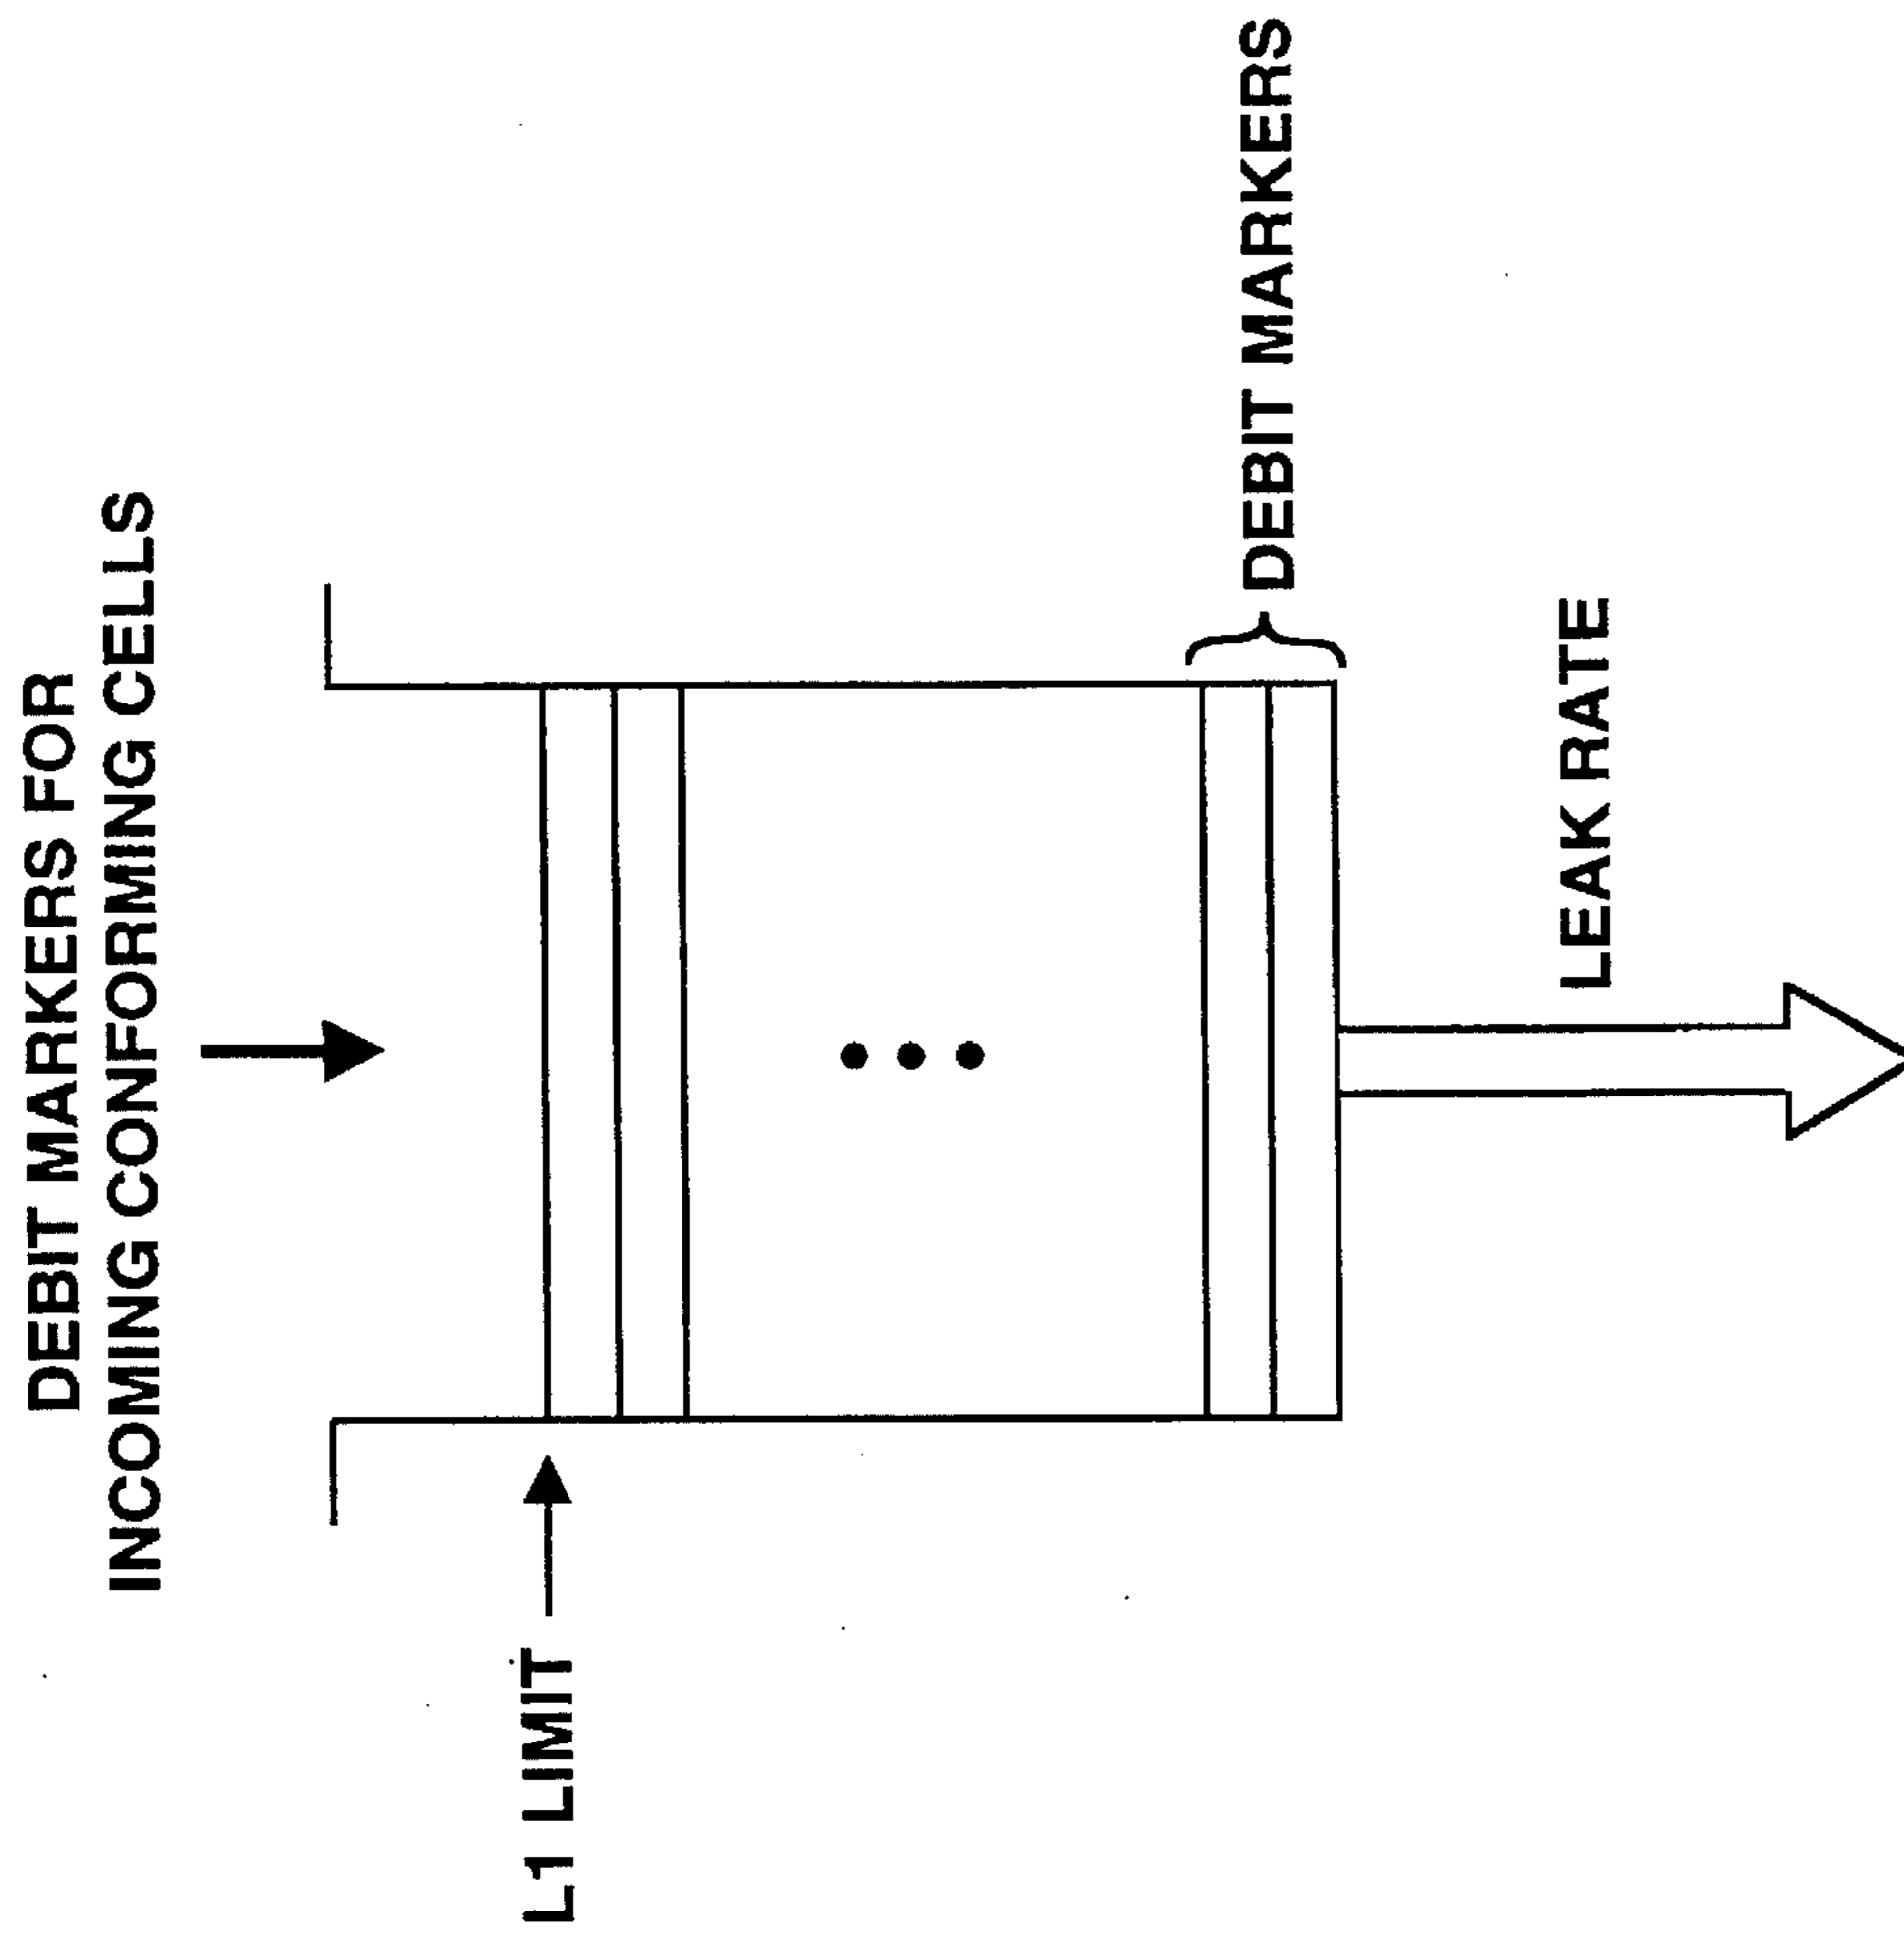 DEBIT MARKERS FOR
INCOMING CONFORMING CELLS
L1 LIMIT
DEBIT MARKERS
LEAK RATE